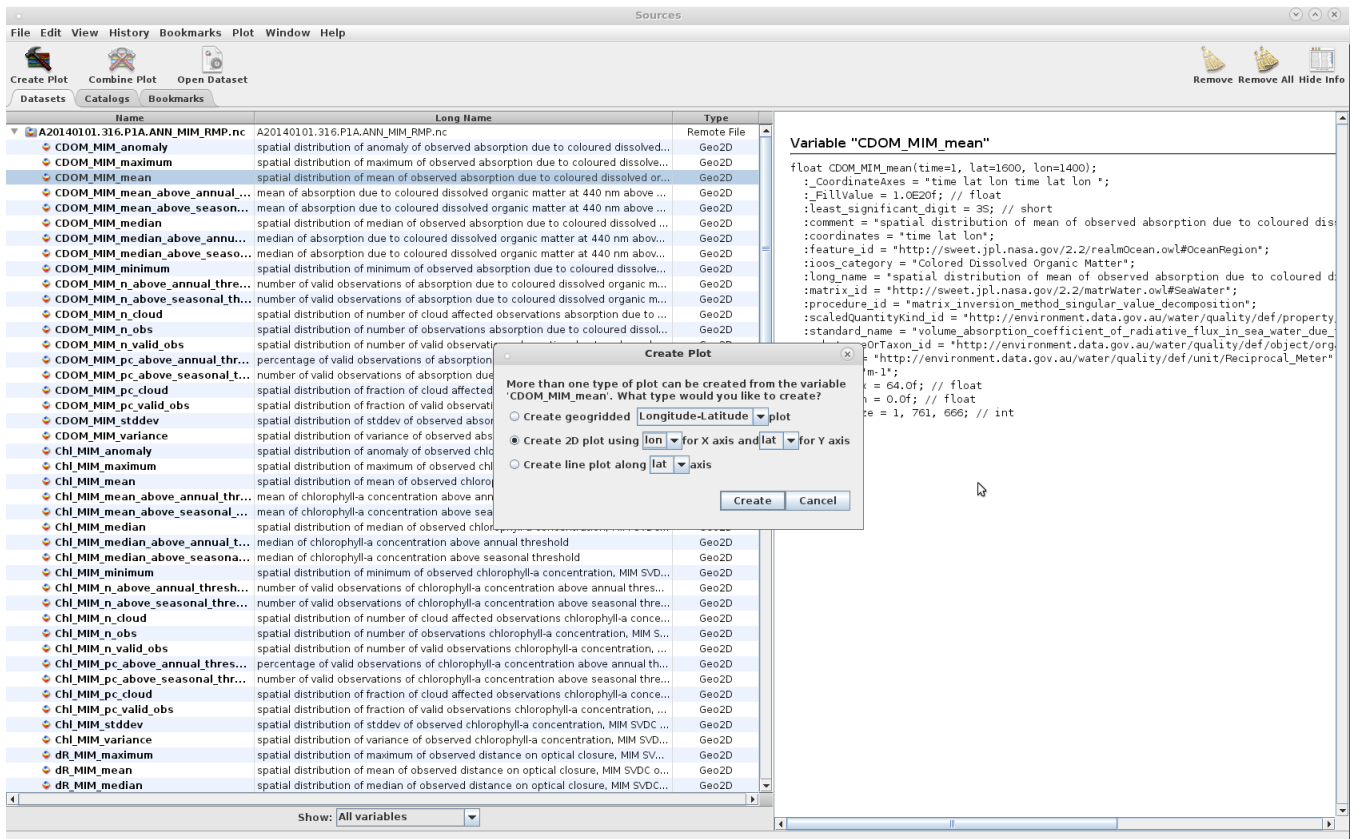 Sources
File Edit View History Bookmarks Plot Window Help
Create Plot Combine Plot Open Dataset Remove Remove All Hide Info
Datasets Catalogs Bookmarks
Name Long Name Type
A20140101.316.P1A.ANN_MIM_RMP.nc A20140101.316.P1A.ANN_MIM_RMP.nc Remote File
CDOM_MIM_anomaly spatial distribution of anomaly of observed absorption due to coloured dissolved... Geo2D
CDOM_MIM_maximum spatial distribution of maximum of observed absorption due to coloured dissolve... Geo2D
CDOM_MIM_mean spatial distribution of mean of observed absorption due to coloured dissolved or... Geo2D
CDOM_MIM_mean_above_annual_... mean of absorption due to coloured dissolved organic matter at 440 nm above ... Geo2D
CDOM_MIM_mean_above_season... mean of absorption due to coloured dissolved organic matter at 440 nm above ... Geo2D
CDOM_MIM_median spatial distribution of median of observed absorption due to coloured dissolved ... Geo2D
CDOM_MIM_median_above_annu... median of absorption due to coloured dissolved organic matter at 440 nm abov... Geo2D
CDOM_MIM_median_above_seaso... median of absorption due to coloured dissolved organic matter at 440 nm abov... Geo2D
CDOM_MIM_minimum spatial distribution of minimum of observed absorption due to coloured dissolve... Geo2D
CDOM_MIM_n_above_annual_thre... number of valid observations of absorption due to coloured dissolved organic m... Geo2D
CDOM_MIM_n_above_seasonal_th... number of valid observations of absorption due to coloured dissolved organic m... Geo2D
CDOM_MIM_n_cloud spatial distribution of number of cloud affected observations absorption due to ... Geo2D
CDOM_MIM_n_obs spatial distribution of number of observations absorption due to coloured dissol... Geo2D
CDOM_MIM_n_valid_obs spatial distribution of number of valid observations of absorption due to coloured
CDOM_MIM_pc_above_annual_thr... percentage of valid observations of absorption
CDOM_MIM_pc_above_seasonal_t... number of valid observations of absorption due
CDOM_MIM_pc_cloud spatial distribution of fraction of cloud affected
CDOM_MIM_pc_valid_obs spatial distribution of fraction of valid observati
CDOM_MIM_stddev spatial distribution of stddev of observed absor
CDOM_MIM_variance spatial distribution of variance of observed abs
Chl_MIM_anomaly spatial distribution of anomaly of observed chlo
Chl_MIM_maximum spatial distribution of maximum of observed chl
Chl_MIM_mean spatial distribution of mean of observed chloro
Chl_MIM_mean_above_annual_thr... mean of chlorophyll-a concentration above ann
Chl_MIM_mean_above_seasonal_... mean of chlorophyll-a concentration above sea
Chl_MIM_median spatial distribution of median of observed chlor Geo2D
Chl_MIM_median_above_annual_t... median of chlorophyll-a concentration above annual threshold Geo2D
Chl_MIM_median_above_seasona... median of chlorophyll-a concentration above seasonal threshold Geo2D
Chl_MIM_minimum spatial distribution of minimum of observed chlorophyll-a concentration, MIM SVD... Geo2D
Chl_MIM_n_above_annual_thresh... number of valid observations of chlorophyll-a concentration above annual thres... Geo2D
Chl_MIM_n_above_seasonal_thre... number of valid observations of chlorophyll-a concentration above seasonal thre... Geo2D
Chl_MIM_n_cloud spatial distribution of number of cloud affected observations chlorophyll-a conce... Geo2D
Chl_MIM_n_obs spatial distribution of number of observations chlorophyll-a concentration, MIM S... Geo2D
Chl_MIM_n_valid_obs spatial distribution of number of valid observations of chlorophyll-a concentration, ... Geo2D
Chl_MIM_pc_above_annual_thres... percentage of valid observations of chlorophyll-a concentration above annual th... Geo2D
Chl_MIM_pc_above_seasonal_thr... number of valid observations of chlorophyll-a concentration above seasonal thre... Geo2D
Chl_MIM_pc_cloud spatial distribution of fraction of cloud affected observations chlorophyll-a conce... Geo2D
Chl_MIM_pc_valid_obs spatial distribution of fraction of valid observations of chlorophyll-a concentration, ... Geo2D
Chl_MIM_stddev spatial distribution of stddev of observed chlorophyll-a concentration, MIM SVDC ... Geo2D
Chl_MIM_variance spatial distribution of variance of observed chlorophyll-a concentration, MIM SVD... Geo2D
dR_MIM_maximum spatial distribution of maximum of observed distance on optical closure, MIM SV... Geo2D
dR_MIM_mean spatial distribution of mean of observed distance on optical closure, MIM SVDC o... Geo2D
dR_MIM_median spatial distribution of median of observed distance on optical closure, MIM SVDC... Geo2D
Show: All variables
Variable "CDOM_MIM_mean"
float CDOM_MIM_mean(time=1, lat=1600, lon=1400);
:_CoordinateAxes = "time lat lon time lat lon ";
:_FillValue = 1.0E20f; // float
:least_significant_digit = 3S; // short
:comment = "spatial distribution of mean of observed absorption due to coloured diss
:coordinates = "time lat lon";
:feature_id = "http://sweet.jpl.nasa.gov/2.2/realmOcean.owl#OceanRegion";
:ioos_category = "Colored Dissolved Organic Matter";
:long_name = "spatial distribution of mean of observed absorption due to coloured d
:matrix_id = "http://sweet.jpl.nasa.gov/2.2/matrWater.owl#SeaWater";
:procedure_id = "matrix_inversion_method_singular_value_decomposition";
:scaledQuantityKind_id = "http://environment.data.gov.au/water/quality/def/property
:standard_name = "volume_absorption_coefficient_of_radiative_flux_in_sea_water_due_
OrTaxon_id = "http://environment.data.gov.au/water/quality/def/object/orga
= "http://environment.data.gov.au/water/quality/def/unit/Reciprocal_Meter"
"m-1";
= 64.0f; // float
= 0.0f; // float
ze = 1, 761, 666; // int
Create Plot
More than one type of plot can be created from the variable
'CDOM_MIM_mean'. What type would you like to create?
Create geogridded Longitude-Latitude plot
Create 2D plot using lon for X axis and lat for Y axis
Create line plot along lat axis
Create Cancel